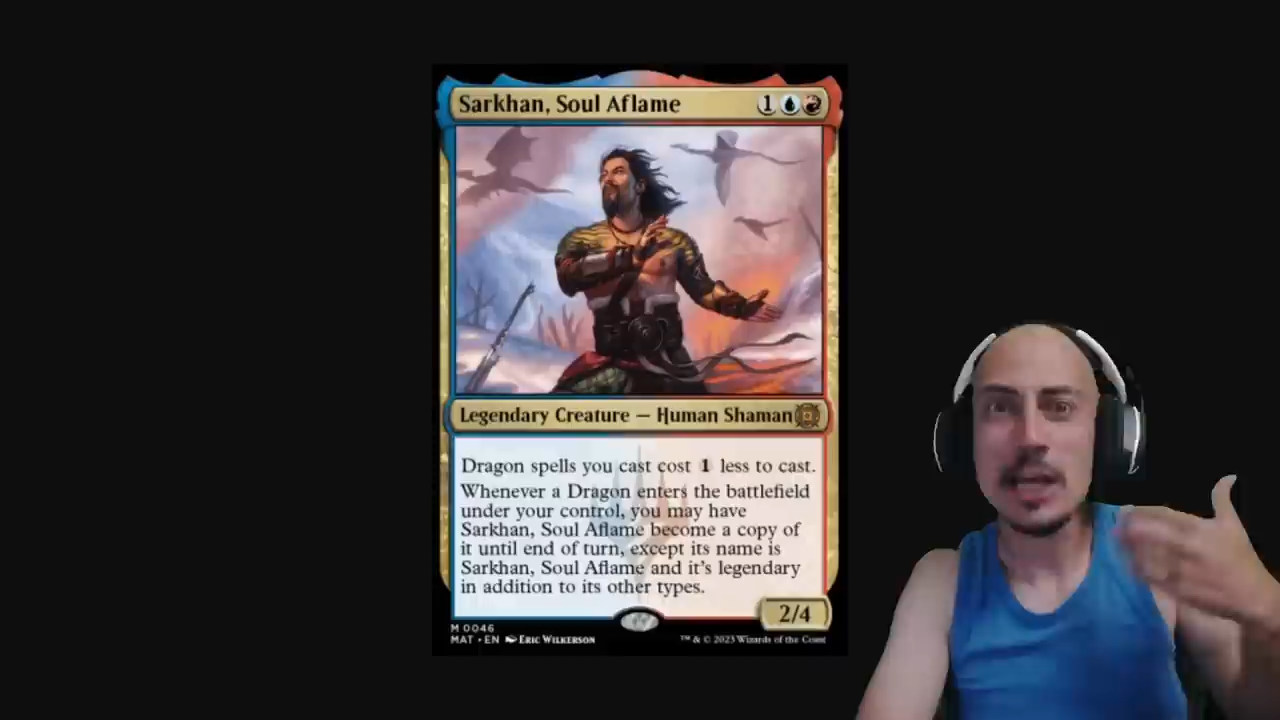 Sarkhan, Soul Aflame 1
Legendary Creature — Human Shaman
Dragon spells you cast cost 1 less to cast.
Whenever a Dragon enters the battlefield
under your control, you may have
Sarkhan, Soul Aflame become a copy of
it until end of turn, except its name is
Sarkhan, Soul Aflame and it's legendary
in addition to its other types.
2/4
M 0046
MAT • EN Eric Wilkerson ™ & © 2023 Wizards of the Coast